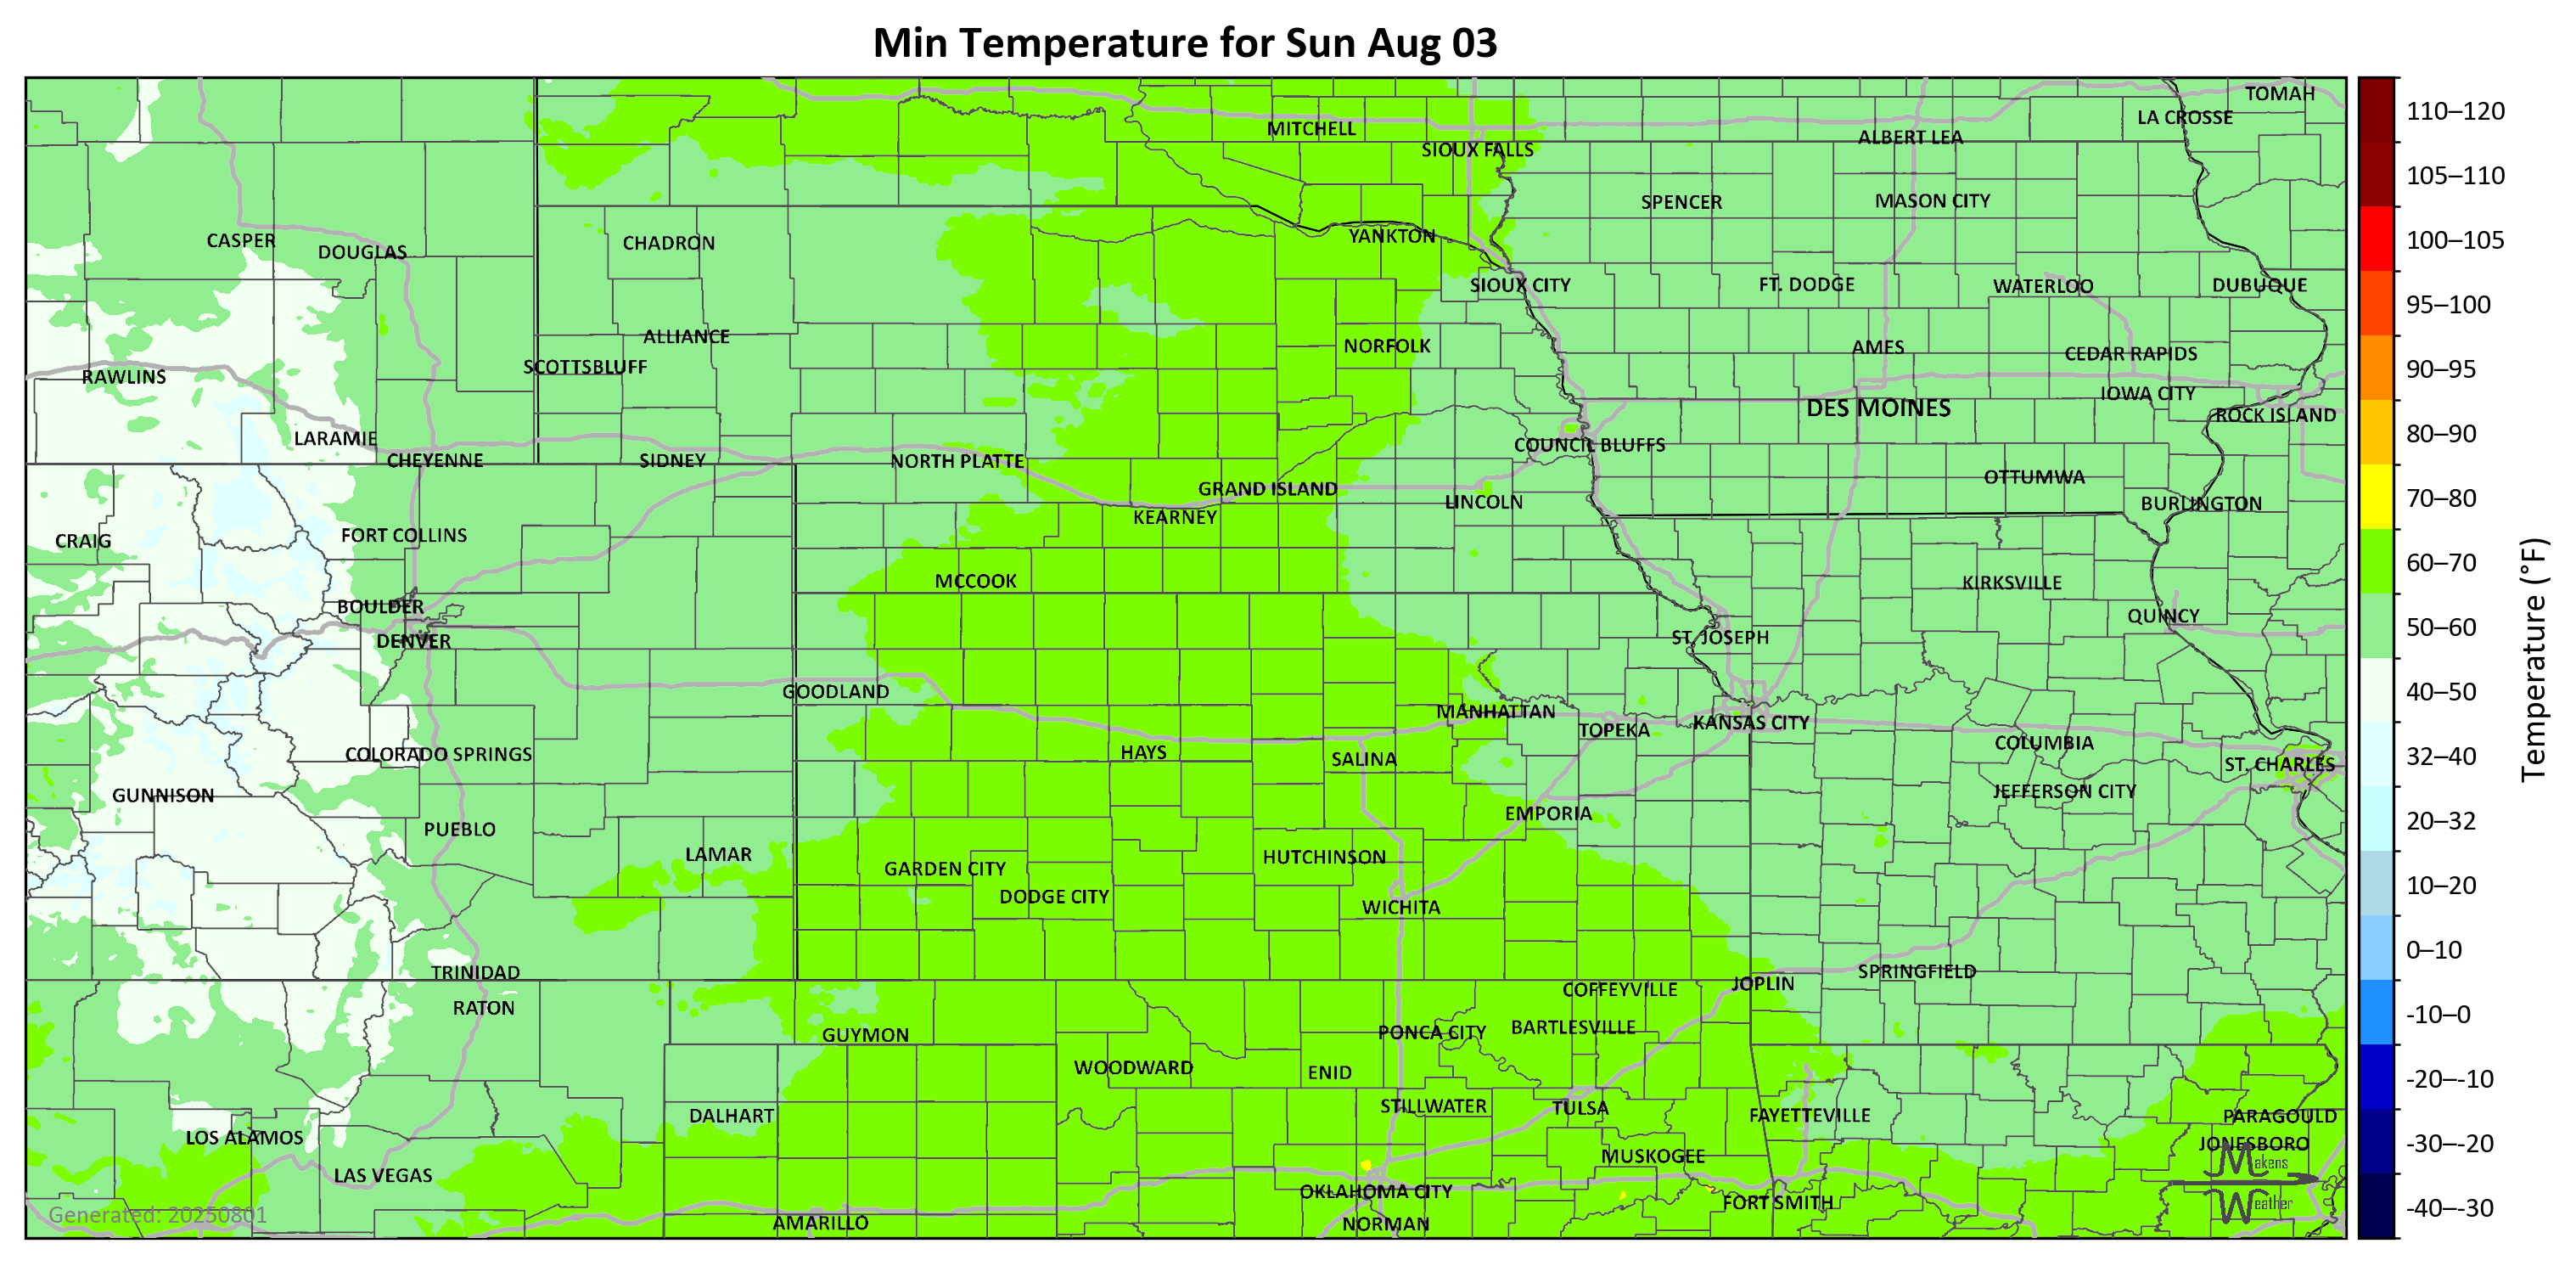 Min Temperature for Sun Aug 03
TOMAH
LA CROSSE
MITCHELL
ALBERT LEA
SIOUX FALLS
SPENCER
MASON CITY
CASPER
DOUGLAS
CHADRON
YANKTON
SIOUX CITY
FT. DODGE
WATERLOO
DUBUQUE
ALLIANCE
NORFOLK
AMES
CEDAR RAPIDS
SCOTTSBLUFF
RAWLINS
IOWA CITY
DES MOINES
ROCK ISLAND
LARAMIE
COUNCIL BLUFFS
CHEYENNE
SIDNEY
NORTH PLATTE
OTTUMWA
GRAND ISLAND
LINCOLN
BURLINGTON
KEARNEY
FORT COLLINS
CRAIG
MCCOOK
KIRKSVILLE
BOULDER
QUINCY
DENVER
ST. JOSEPH
GOODLAND
MANHATTAN
KANSAS CITY
TOPEKA
COLUMBIA
COLORADO SPRINGS
HAYS
SALINA
ST. CHARLES
GUNNISON
JEFFERSON CITY
EMPORIA
PUEBLO
LAMAR
HUTCHINSON
GARDEN CITY
DODGE CITY
WICHITA
TRINIDAD
SPRINGFIELD
JOPLIN
COFFEYVILLE
RATON
GUYMON
PONCA CITY
BARTLESVILLE
WOODWARD
ENID
STILLWATER
TULSA
DALHART
FAYETTEVILLE
PARAGOULD
LOS ALAMOS
JONESBORO
MUSKOGEE
LAS VEGAS
OKLAHOMA CITY
FORT SMITH
AMARILLO
NORMAN
Makens
Weather
Generated: 20250801
110–120
105–110
100–105
95–100
90–95
80–90
70–80
60–70
50–60
40–50
32–40
20–32
10–20
0–10
-10–0
-20–-10
-30–-20
-40–-30
Temperature (°F)